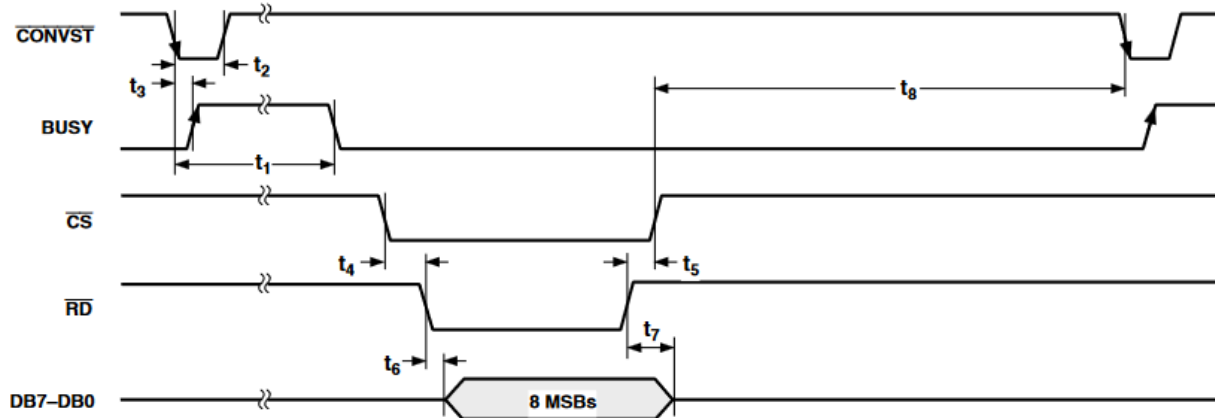 CONVST
t2
t3
t8
BUSY
t1
CS
t4
t5
RD
t7
t6
DB7–DB0
8 MSBs